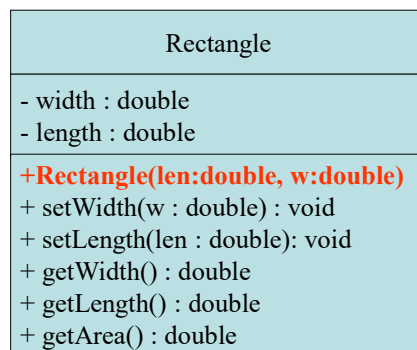 Rectangle
- width : double
- length : double
+Rectangle(len:double, w:double)
+ setWidth(w : double) : void
+ setLength(len : double): void
+ getWidth() : double
+ getLength() : double
+ getArea() : double